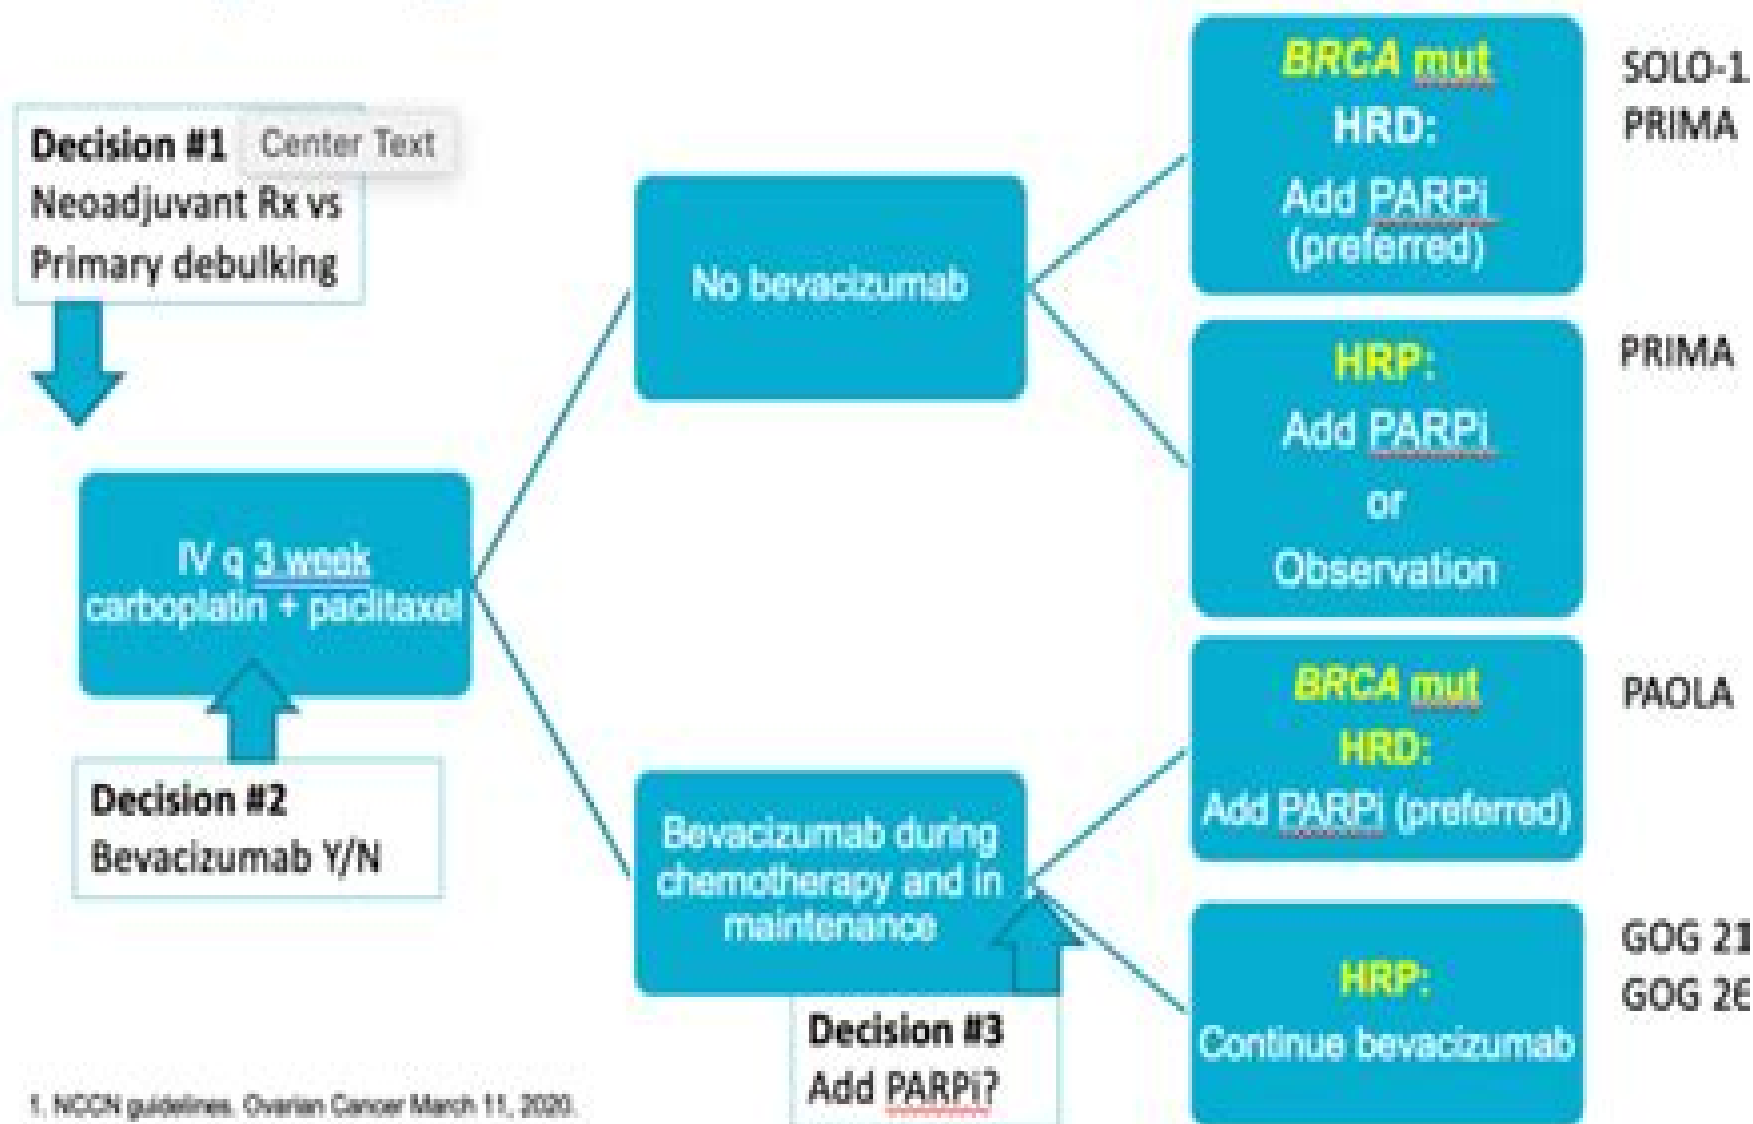 Decision #1
Center Text
Neoadjuvant Rx vs
Primary debulking
IV q 3 week
carboplatin + paclitaxel
Decision #2
Bevacizumab Y/N
No bevacizumab
Bevacizumab during
chemotherapy and in
maintenance
Decision #3
Add PARPi?
BRCA mut
HRD:
Add PARPi
(preferred)
SOLO-1
PRIMA
HRP:
Add PARPi
or
Observation
PRIMA
BRCA mut
HRD:
Add PARPi (preferred)
PAOLA
HRP:
Continue bevacizumab
GOG 21
GOG
1. NCCN guidelines. Ovarian Cancer March 11, 2020.